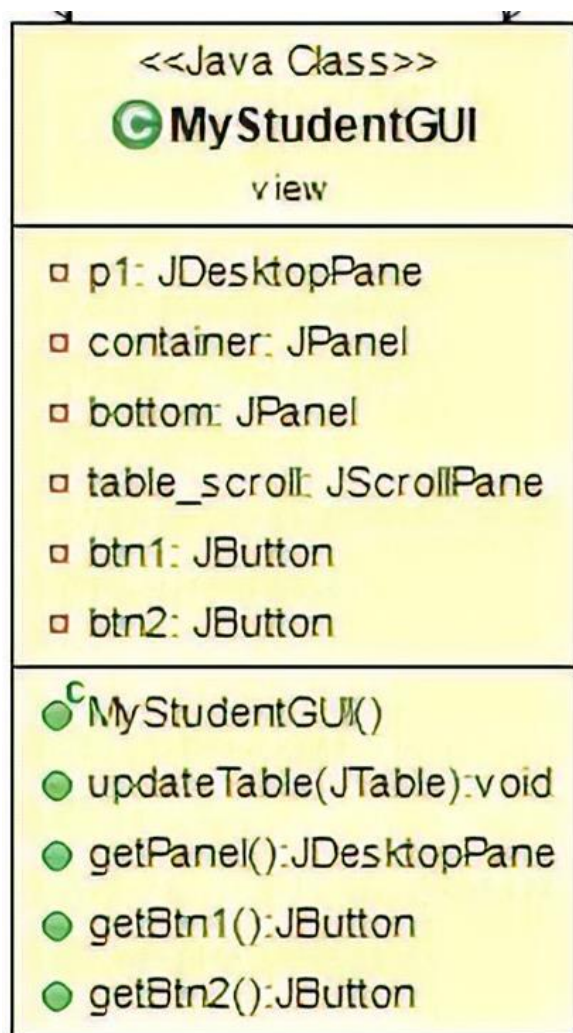 <<Java Class>>
C MyStudentGUI
view
p1: JDesktopPane
container: JPanel
bottom: JPanel
table_scroll: JScrollPane
btn1: JButton
btn2: JButton
C MyStudentGUI()
updateTable(JTable):void
getPanel():JDesktopPane
getBtn1():JButton
getBtn2():JButton